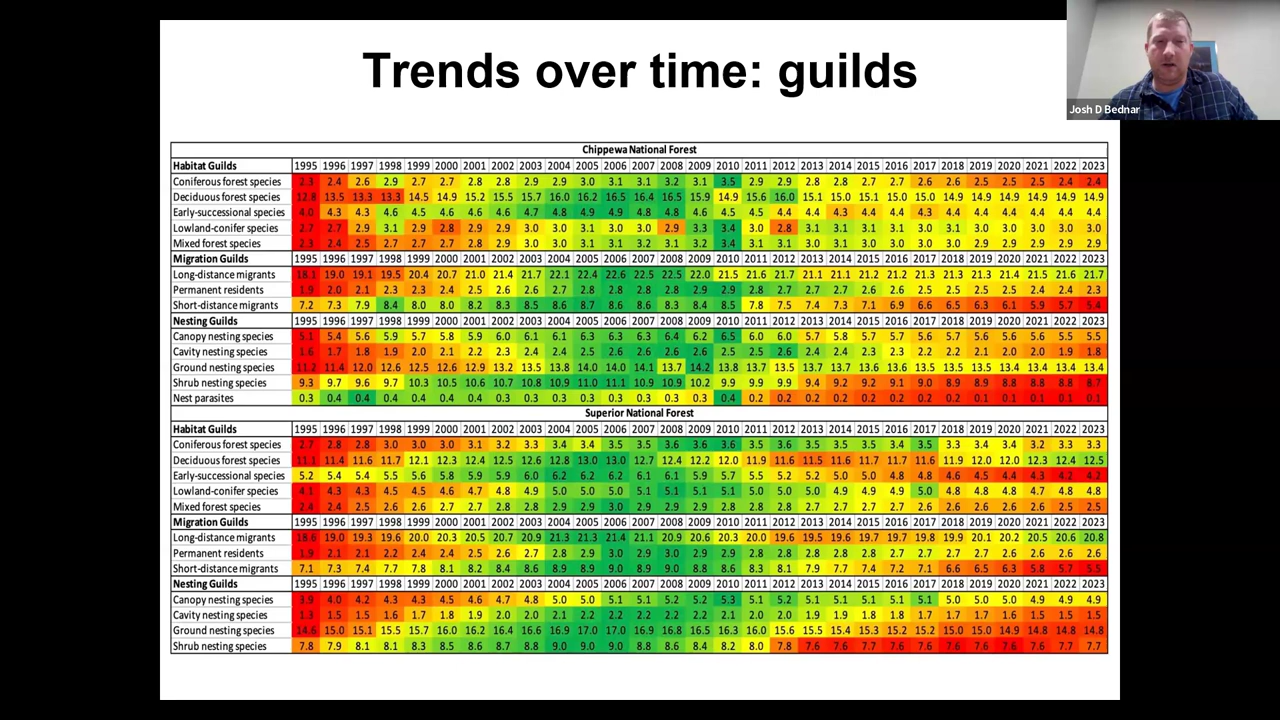 Trends over time: guilds
Josh D Bednar
Chippewa National Forest
Habitat Guilds 1995 1996 1997 1998 1999 2000 2001 2002 2003 2004 2005 2006 2007 2008 2009 2010 2011 2012 2013 2014 2015 2016 2017 2018 2019 2020 2021 2022 2023
Coniferous forest species 2.3 2.4 2.6 2.9 2.7 2.7 2.8 2.8 2.9 2.9 3.0 3.1 3.1 3.2 3.1 3.5 2.9 2.9 2.8 2.8 2.7 2.7 2.6 2.6 2.5 2.5 2.5 2.4 2.4
Deciduous forest species 12.8 13.5 13.3 13.3 14.5 14.9 15.2 15.5 15.7 16.0 16.2 16.5 16.4 16.5 15.9 14.9 15.6 16.0 15.1 15.0 15.1 15.0 15.0 14.9 14.9 14.9 14.9 14.9 14.9
Early-successional species 4.0 4.3 4.3 4.6 4.5 4.6 4.6 4.6 4.7 4.8 4.9 4.9 4.8 4.8 4.6 4.5 4.5 4.4 4.4 4.3 4.4 4.4 4.3 4.4 4.4 4.4 4.4 4.4 4.4
Lowland-conifer species 2.7 2.7 2.9 3.1 2.9 2.8 2.9 2.9 3.0 3.0 3.1 3.0 3.0 2.9 3.3 3.4 3.0 2.8 3.1 3.1 3.1 3.1 3.0 3.1 3.0 3.0 3.0 3.0 3.0
Mixed forest species 2.3 2.4 2.5 2.7 2.7 2.7 2.8 2.9 3.0 3.0 3.1 3.1 3.2 3.1 3.2 3.4 3.1 3.1 3.0 3.1 3.0 3.0 3.0 3.0 2.9 2.9 2.9 2.9 2.9
Migration Guilds 1995 1996 1997 1998 1999 2000 2001 2002 2003 2004 2005 2006 2007 2008 2009 2010 2011 2012 2013 2014 2015 2016 2017 2018 2019 2020 2021 2022 2023
Long-distance migrants 18.1 19.0 19.1 19.5 20.4 20.7 21.0 21.4 21.7 22.1 22.4 22.6 22.5 22.5 22.0 21.5 21.6 21.7 21.1 21.1 21.2 21.2 21.3 21.3 21.3 21.4 21.5 21.6 21.7
Permanent residents 1.9 2.0 2.1 2.3 2.3 2.4 2.5 2.6 2.6 2.7 2.8 2.8 2.8 2.8 2.9 2.9 2.8 2.7 2.7 2.7 2.6 2.6 2.5 2.5 2.5 2.5 2.4 2.4 2.3
Short-distance migrants 7.2 7.3 7.9 8.4 8.0 8.0 8.2 8.3 8.5 8.6 8.7 8.6 8.6 8.3 8.4 8.5 7.8 7.5 7.4 7.3 7.1 6.9 6.6 6.5 6.3 6.1 5.9 5.7 5.4
Nesting Guilds 1995 1996 1997 1998 1999 2000 2001 2002 2003 2004 2005 2006 2007 2008 2009 2010 2011 2012 2013 2014 2015 2016 2017 2018 2019 2020 2021 2022 2023
Canopy nesting species 5.1 5.4 5.6 5.9 5.7 5.8 5.9 6.0 6.1 6.1 6.3 6.3 6.3 6.4 6.2 6.5 6.0 6.0 5.7 5.8 5.7 5.7 5.6 5.7 5.6 5.6 5.6 5.5 5.5
Cavity nesting species 1.6 1.7 1.8 1.9 2.0 2.1 2.2 2.3 2.4 2.4 2.5 2.6 2.6 2.6 2.6 2.5 2.5 2.6 2.4 2.4 2.3 2.3 2.2 2.2 2.1 2.0 2.0 1.9 1.8
Ground nesting species 11.2 11.4 12.0 12.6 12.5 12.6 12.9 13.2 13.5 13.8 14.0 14.0 14.1 13.7 14.2 13.8 13.7 13.5 13.7 13.7 13.6 13.6 13.5 13.5 13.5 13.4 13.4 13.4 13.4
Shrub nesting species 9.3 9.7 9.6 9.7 10.3 10.5 10.6 10.7 10.8 10.9 11.0 11.1 10.9 10.9 10.2 9.9 9.9 9.9 9.4 9.2 9.2 9.1 9.0 8.9 8.9 8.8 8.8 8.8 8.7
Nest parasites 0.3 0.4 0.4 0.4 0.4 0.4 0.4 0.3 0.3 0.3 0.3 0.3 0.3 0.3 0.3 0.4 0.2 0.2 0.2 0.2 0.2 0.2 0.2 0.2 0.1 0.1 0.1 0.1 0.1
Superior National Forest
Habitat Guilds 1995 1996 1997 1998 1999 2000 2001 2002 2003 2004 2005 2006 2007 2008 2009 2010 2011 2012 2013 2014 2015 2016 2017 2018 2019 2020 2021 2022 2023
Coniferous forest species 2.7 2.8 2.8 3.0 3.0 3.0 3.1 3.2 3.3 3.4 3.4 3.5 3.5 3.6 3.6 3.6 3.5 3.6 3.5 3.5 3.5 3.4 3.5 3.3 3.4 3.4 3.2 3.3 3.3
Deciduous forest species 11.1 11.4 11.6 11.7 12.1 12.3 12.4 12.5 12.6 12.8 13.0 13.0 12.7 12.4 12.2 12.0 11.9 11.6 11.5 11.6 11.7 11.7 11.6 11.9 12.0 12.0 12.3 12.4 12.5
Early-successional species 5.2 5.4 5.4 5.5 5.6 5.8 5.9 5.9 6.0 6.2 6.2 6.2 6.1 6.1 5.9 5.7 5.5 5.2 5.2 5.0 5.0 4.8 4.8 4.6 4.5 4.4 4.3 4.2 4.2
Lowland-conifer species 4.1 4.3 4.3 4.5 4.5 4.6 4.7 4.8 4.9 5.0 5.0 5.0 5.1 5.1 5.1 5.1 5.0 5.0 5.0 4.9 4.9 4.9 5.0 4.8 4.8 4.8 4.7 4.8 4.8
Mixed forest species 2.4 2.4 2.5 2.6 2.6 2.7 2.7 2.8 2.8 2.9 2.9 3.0 2.9 2.9 2.9 2.8 2.8 2.8 2.7 2.7 2.7 2.7 2.6 2.6 2.6 2.6 2.6 2.5 2.5
Migration Guilds 1995 1996 1997 1998 1999 2000 2001 2002 2003 2004 2005 2006 2007 2008 2009 2010 2011 2012 2013 2014 2015 2016 2017 2018 2019 2020 2021 2022 2023
Long-distance migrants 18.6 19.0 19.3 19.6 20.0 20.3 20.5 20.7 20.9 21.3 21.3 21.4 21.1 20.9 20.6 20.3 20.0 19.6 19.5 19.6 19.7 19.7 19.8 19.9 20.1 20.2 20.5 20.6 20.8
Permanent residents 1.9 2.1 2.1 2.2 2.4 2.4 2.5 2.6 2.7 2.8 2.9 3.0 2.9 3.0 2.9 2.9 2.8 2.8 2.8 2.8 2.8 2.7 2.7 2.7 2.7 2.6 2.6 2.6 2.6
Short-distance migrants 7.1 7.3 7.4 7.7 7.8 8.1 8.2 8.4 8.6 8.9 8.9 9.0 8.9 9.0 8.8 8.6 8.3 8.1 7.9 7.7 7.4 7.2 7.1 6.6 6.5 6.3 5.8 5.7 5.5
Nesting Guilds 1995 1996 1997 1998 1999 2000 2001 2002 2003 2004 2005 2006 2007 2008 2009 2010 2011 2012 2013 2014 2015 2016 2017 2018 2019 2020 2021 2022 2023
Canopy nesting species 3.9 4.0 4.2 4.3 4.3 4.5 4.6 4.7 4.8 5.0 5.0 5.1 5.1 5.2 5.2 5.3 5.1 5.2 5.1 5.1 5.1 5.1 5.1 5.0 5.0 5.0 4.9 4.9 4.9
Cavity nesting species 1.3 1.5 1.5 1.6 1.7 1.8 1.9 2.0 2.0 2.1 2.2 2.2 2.2 2.2 2.2 2.1 2.0 2.0 1.9 1.9 1.8 1.8 1.7 1.7 1.7 1.6 1.5 1.5 1.5
Ground nesting species 14.6 15.0 15.1 15.5 15.7 16.0 16.2 16.4 16.6 16.9 17.0 17.0 16.9 16.8 16.5 16.3 16.0 15.6 15.5 15.4 15.3 15.2 15.2 15.0 15.0 14.9 14.8 14.8 14.8
Shrub nesting species 7.8 7.9 8.1 8.1 8.3 8.5 8.6 8.7 8.8 9.0 9.0 9.0 8.8 8.6 8.4 8.2 8.0 7.8 7.6 7.6 7.7 7.6 7.6 7.6 7.6 7.6 7.6 7.7 7.7